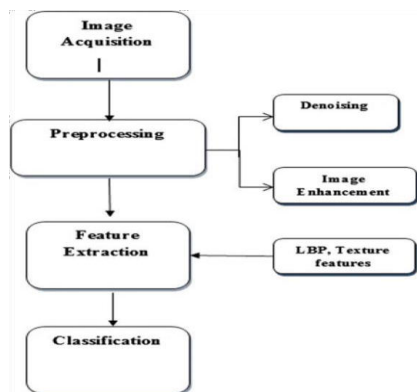 Image
Acquisition
Denoising
Preprocessing
Image
Enhancement
Feature
Extraction
LBP, Texture
features
Classification